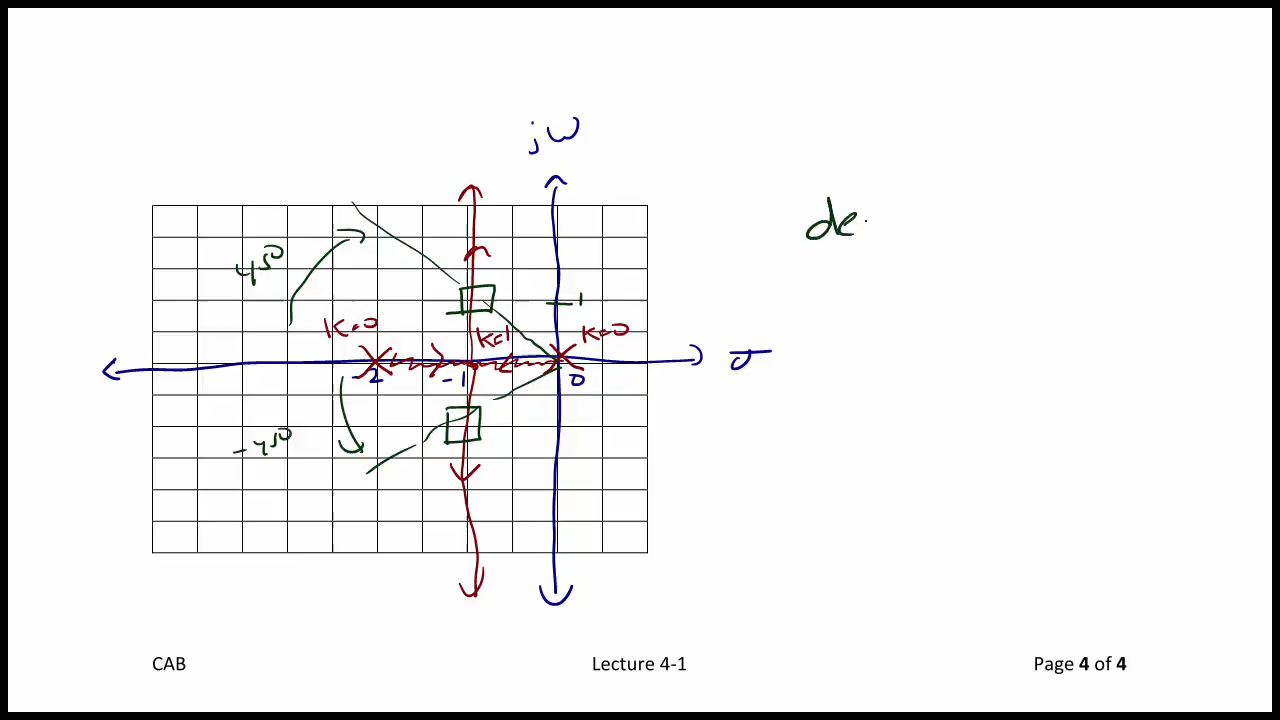 jω
de
45°
1
k=0
k=1
k=0
σ
-2
-1
0
-45°
CAB
Lecture 4-1
Page 4 of 4